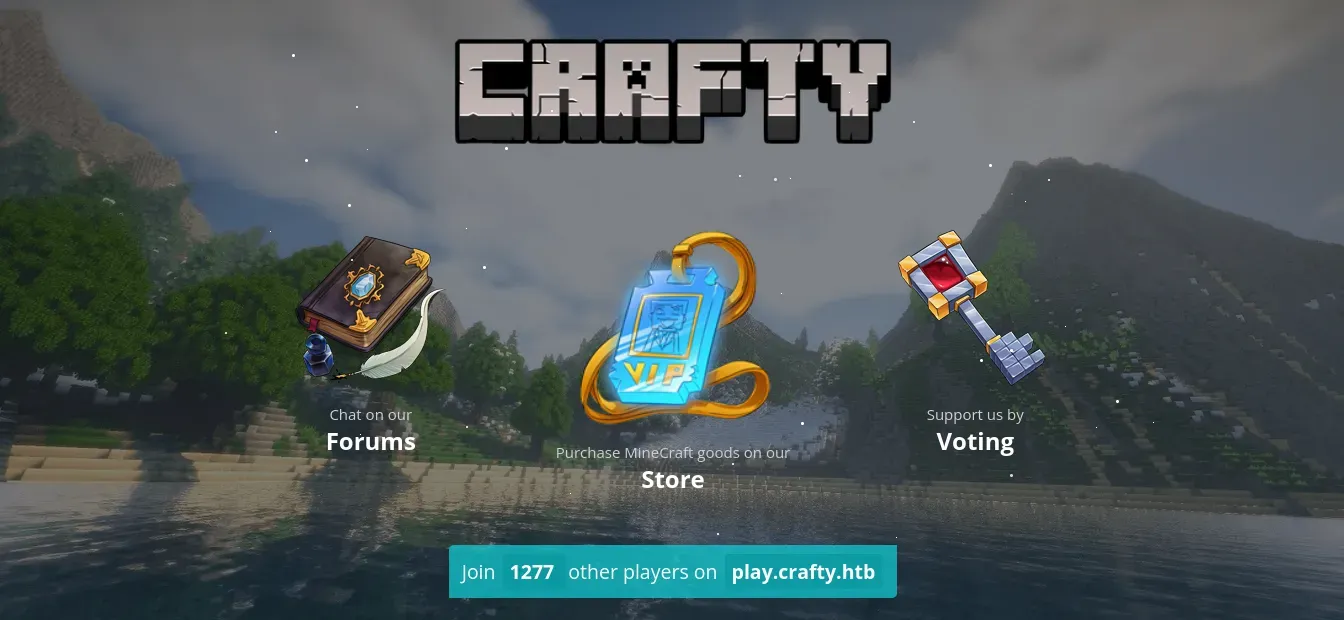 CRAFTY
VIP
Chat on our
Forums
Purchase MineCraft goods on our
Store
Support us by
Voting
Join 1277 other players on play.crafty.htb